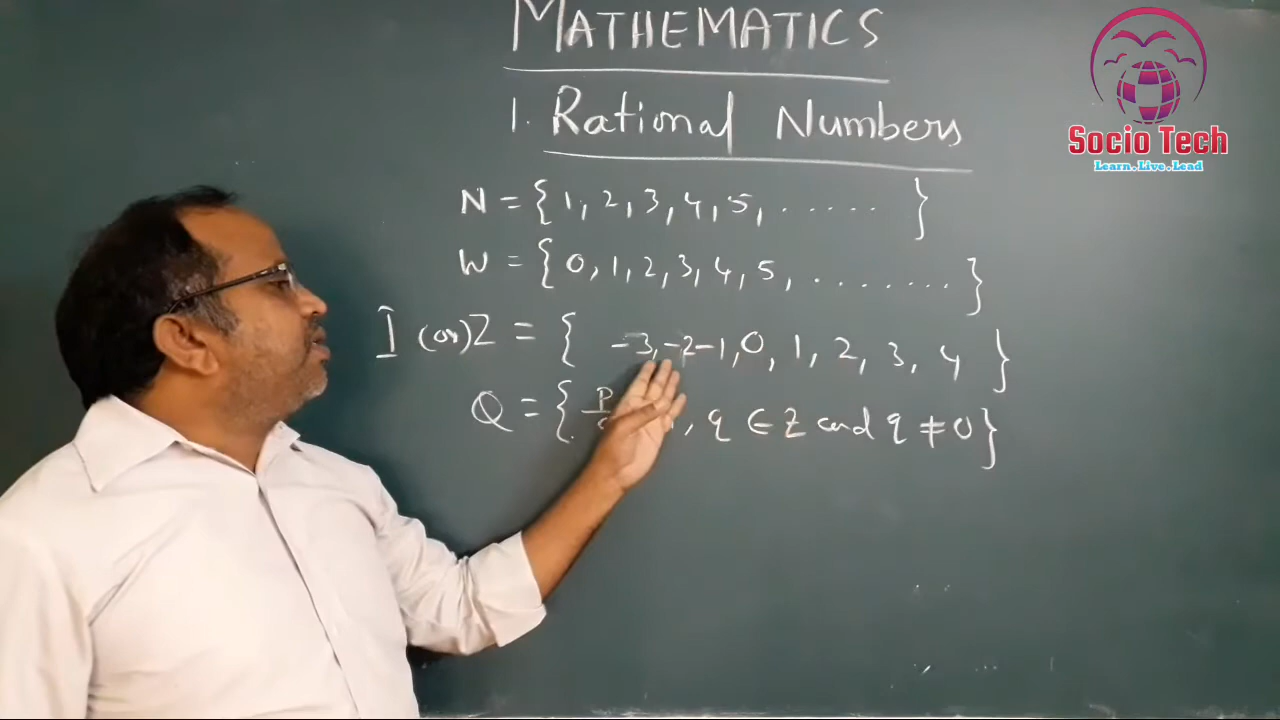 MATHEMATICS
1. Rational Numbers
N = { 1, 2, 3, 4, 5, ..... }
W = { 0, 1, 2, 3, 4, 5, ........ }
I (or) Z = { -3, -2 -1, 0, 1, 2, 3, 4 }
Q = { P , q ∈ Z and q ≠ 0 }
Socio Tech
Learn . Live . Lead